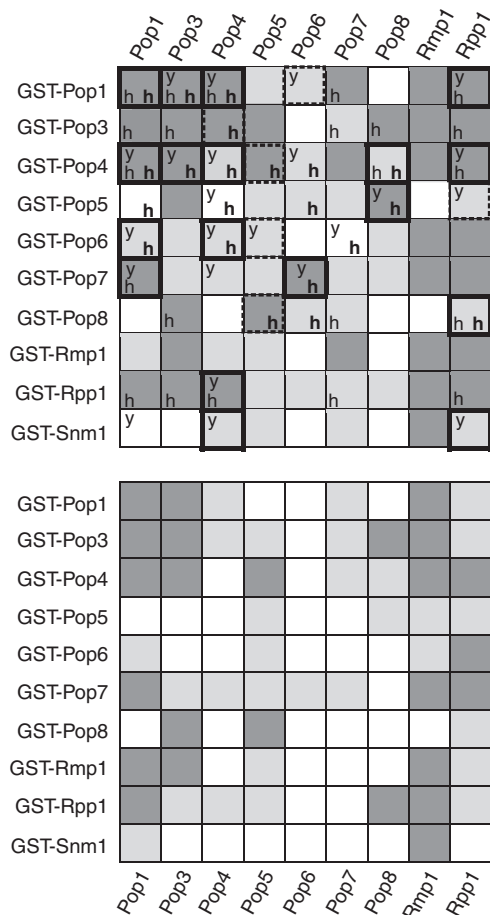 Pop1 Pop3 Pop4 Pop5 Pop6 Pop7 Pop8 Rmp1 Rpp1
y y y y
GST-Pop1
h h h h h h h h
GST-Pop3
h h h h h h
y y y y y
GST-Pop4
h h h h h h h h h
y y y
GST-Pop5
h h h h
y y y y
GST-Pop6
h h h
y y y
GST-Pop7
h h
GST-Pop8
h h h h h h
GST-Rmp1
y
GST-Rpp1
h h h h h
y y y
GST-Snm1
GST-Pop1
GST-Pop3
GST-Pop4
GST-Pop5
GST-Pop6
GST-Pop7
GST-Pop8
GST-Rmp1
GST-Rpp1
GST-Snm1
Pop1 Pop3 Pop4 Pop5 Pop6 Pop7 Pop8 Rmp1 Rpp1